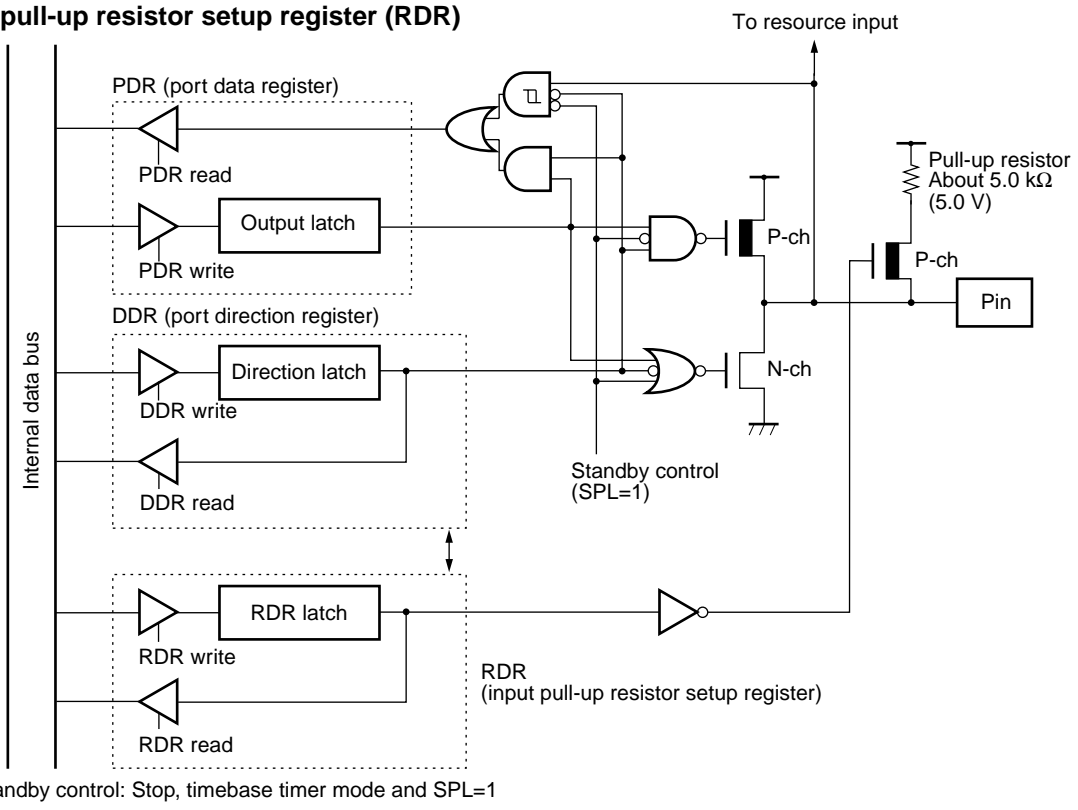 pull-up resistor setup register (RDR)
To resource input
PDR (port data register)
PDR read
Output latch
PDR write
P-ch
Pull-up resistor
About 5.0 kΩ
(5.0 V)
P-ch
Pin
DDR (port direction register)
Internal data bus
Direction latch
DDR write
N-ch
DDR read
Standby control
(SPL=1)
RDR latch
RDR write
RDR
(input pull-up resistor setup register)
RDR read
control: Stop, timebase timer mode and SPL=1